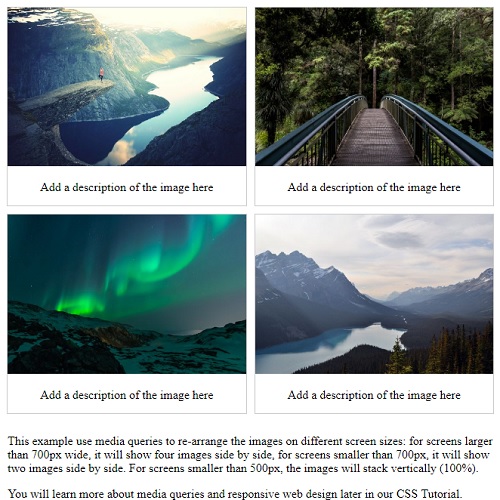 Add a description of the image here
Add a description of the image here
Add a description of the image here
Add a description of the image here
This example use media queries to re-arrange the images on different screen sizes: for screens larger
than 700px wide, it will show four images side by side, for screens smaller than 700px, it will show
two images side by side. For screens smaller than 500px, the images will stack vertically (100%).
You will learn more about media queries and responsive web design later in our CSS Tutorial.